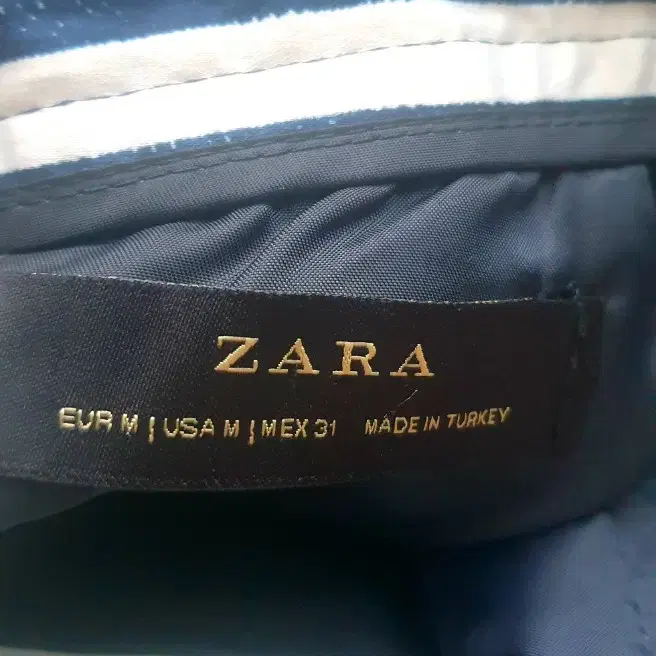 ZARA
EUR M | USA M | MEX 31 MADE IN TURKEY